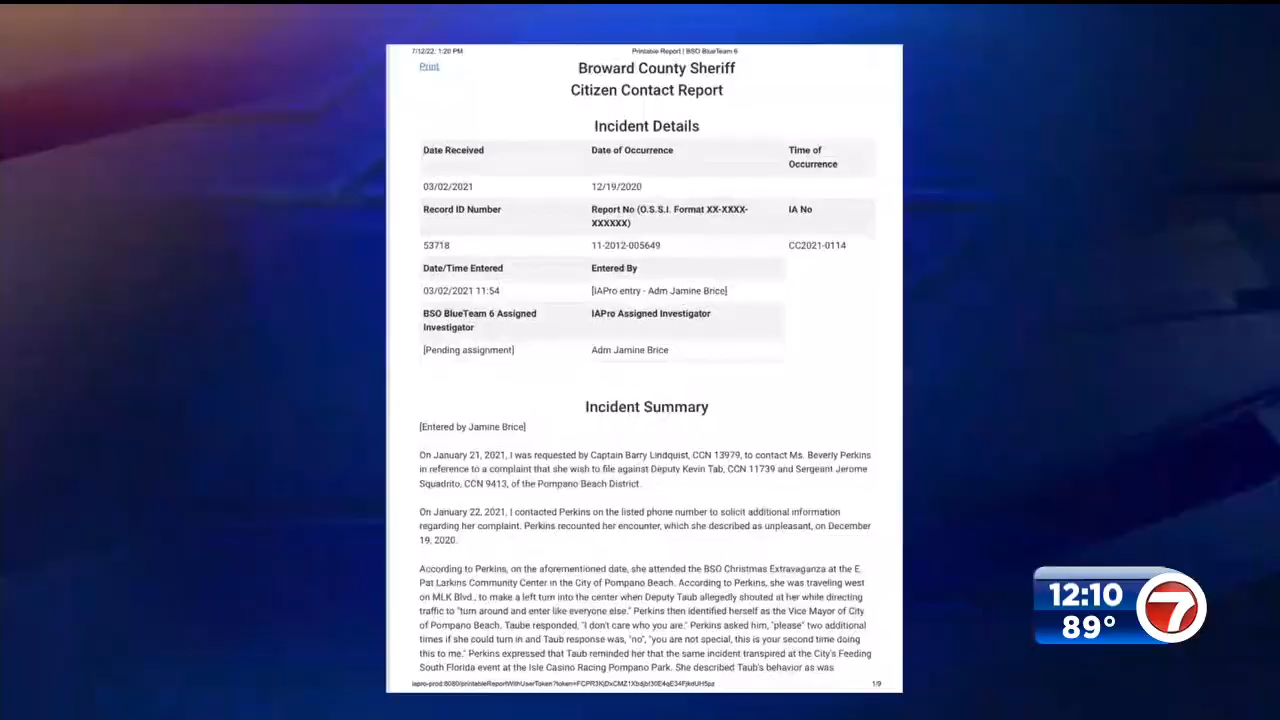 7/12/22, 1:20 PM Printable Report | BSO BlueTeam 6
Print
Broward County Sheriff
Citizen Contact Report
Incident Details
Date Received Date of Occurrence Time of
Occurrence
03/02/2021 12/19/2020
Record ID Number Report No (O.S.S.I. Format XX-XXXX-
XXXXXX) IA No
53718 11-2012-005649 CC2021-0114
Date/Time Entered Entered By
03/02/2021 11:54 [IAPro entry - Adm Jamine Brice]
BSO BlueTeam 6 Assigned
Investigator IAPro Assigned Investigator
[Pending assignment] Adm Jamine Brice
Incident Summary
[Entered by Jamine Brice]
On January 21, 2021, I was requested by Captain Barry Lindquist, CCN 13979, to contact Ms. Beverly Perkins
in reference to a complaint that she wish to file against Deputy Kevin Tab, CCN 11739 and Sergeant Jerome
Squadrito, CCN 9413, of the Pompano Beach District.
On January 22, 2021, I contacted Perkins on the listed phone number to solicit additional information
regarding her complaint. Perkins recounted her encounter, which she described as unpleasant, on December
19, 2020.
According to Perkins, on the aforementioned date, she attended the BSO Christmas Extravaganza at the E.
Pat Larkins Community Center in the City of Pompano Beach. According to Perkins, she was traveling west
on MLK Blvd., to make a left turn into the center when Deputy Taub allegedly shouted at her while directing
traffic to "turn around and enter like everyone else." Perkins then identified herself as the Vice Mayor of City
of Pompano Beach. Taube responded, "I don't care who you are." Perkins asked him, "please" two additional
times if she could turn in and Taub response was, "no", "you are not special, this is your second time doing
this to me." Perkins expressed that Taub reminded her that the same incident transpired at the City's Feeding
South Florida event at the Isle Casino Racing Pompano Park. She described Taub's behavior as was
1/9
12:10
89°
7